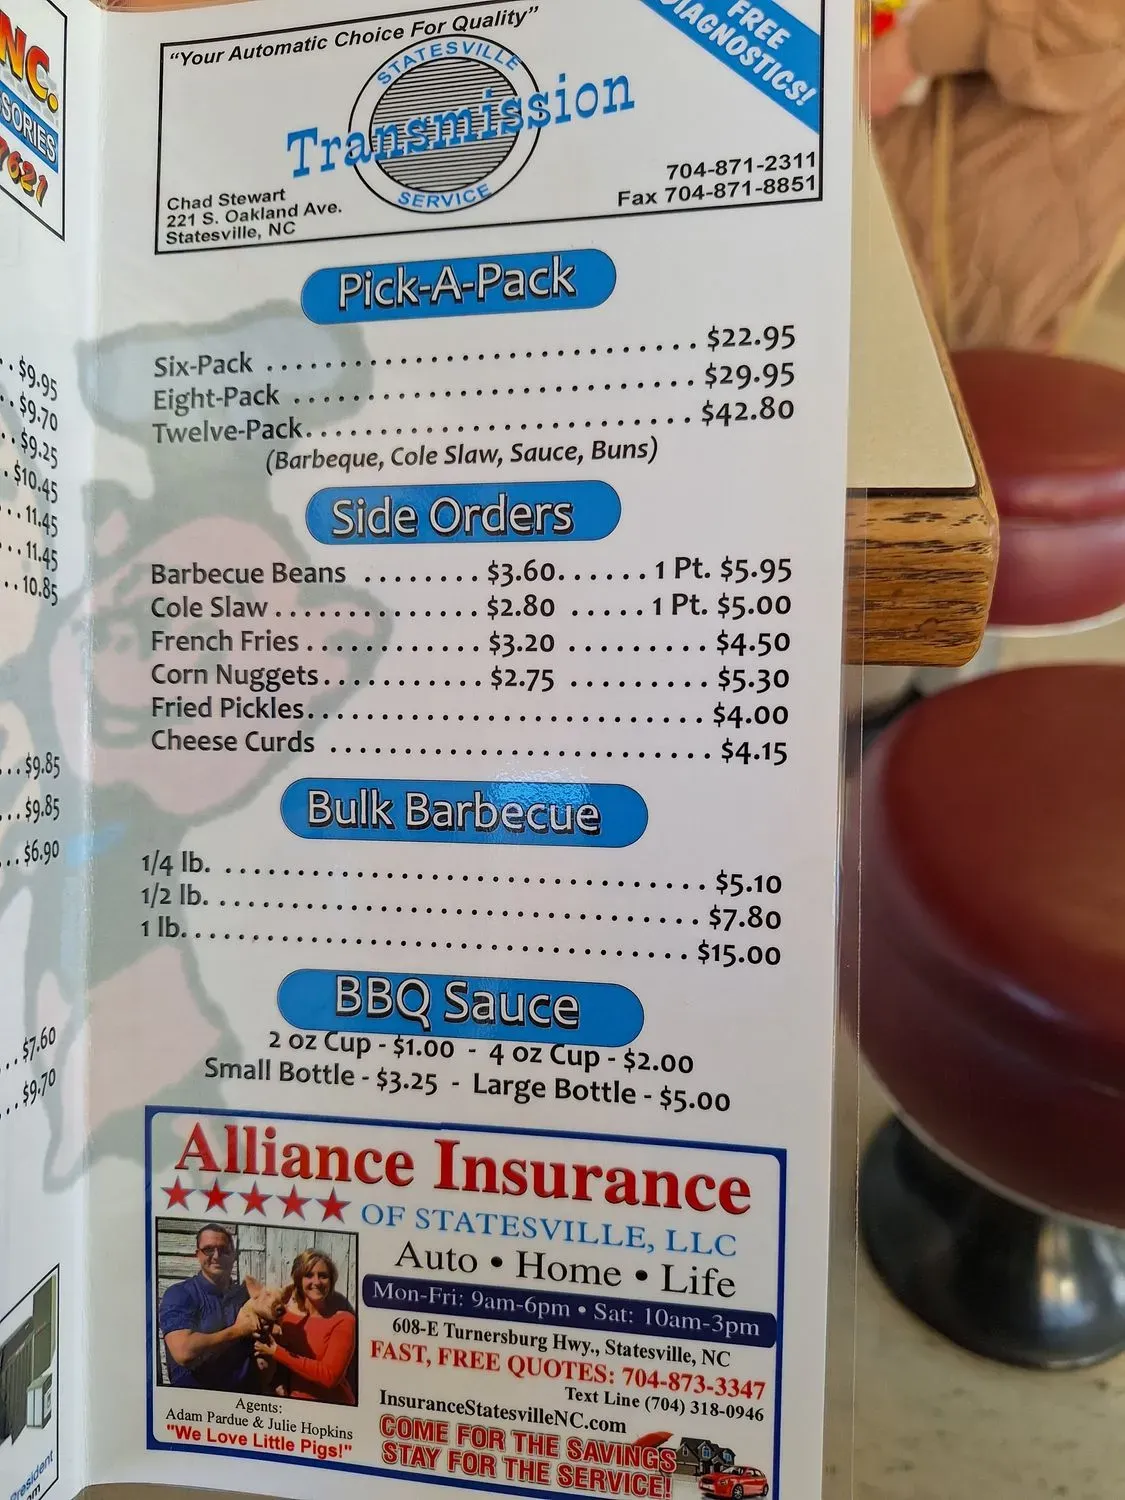 NC.
SORIES
7621
$9.95
$9.70
$9.25
$10.45
11.45
11.45
10.85
$9.85
$9.85
$6.90
$7.60
$9.70
President
"Your Automatic Choice For Quality"
FREE
DIAGNOSTICS!
STATESVILLE
Transmission
SERVICE
Chad Stewart
221 S. Oakland Ave.
Statesville, NC
704-871-2311
Fax 704-871-8851
Pick-A-Pack
Six-Pack ........................................ $22.95
Eight-Pack ..................................... $29.95
Twelve-Pack................................... $42.80
(Barbeque, Cole Slaw, Sauce, Buns)
Side Orders
Barbecue Beans ........ $3.60...... 1 Pt. $5.95
Cole Slaw.............. $2.80 ..... 1 Pt. $5.00
French Fries ............ $3.20 ......... $4.50
Corn Nuggets........... $2.75 ......... $5.30
Fried Pickles........................... $4.00
Cheese Curds ......................... $4.15
Bulk Barbecue
1/4 lb. ................................ $5.10
1/2 lb. ................................ $7.80
1 lb.................................. $15.00
BBQ Sauce
2 oz Cup - $1.00 - 4 oz Cup - $2.00
Small Bottle - $3.25 - Large Bottle - $5.00
Alliance Insurance
OF STATESVILLE, LLC
Auto • Home • Life
Mon-Fri: 9am-6pm • Sat: 10am-3pm
608-E Turnersburg Hwy., Statesville, NC
FAST, FREE QUOTES: 704-873-3347
Text Line (704) 318-0946
InsuranceStatesvilleNC.com
COME FOR THE SAVINGS
STAY FOR THE SERVICE!
Agents:
Adam Pardue & Julie Hopkins
"We Love Little Pigs!"